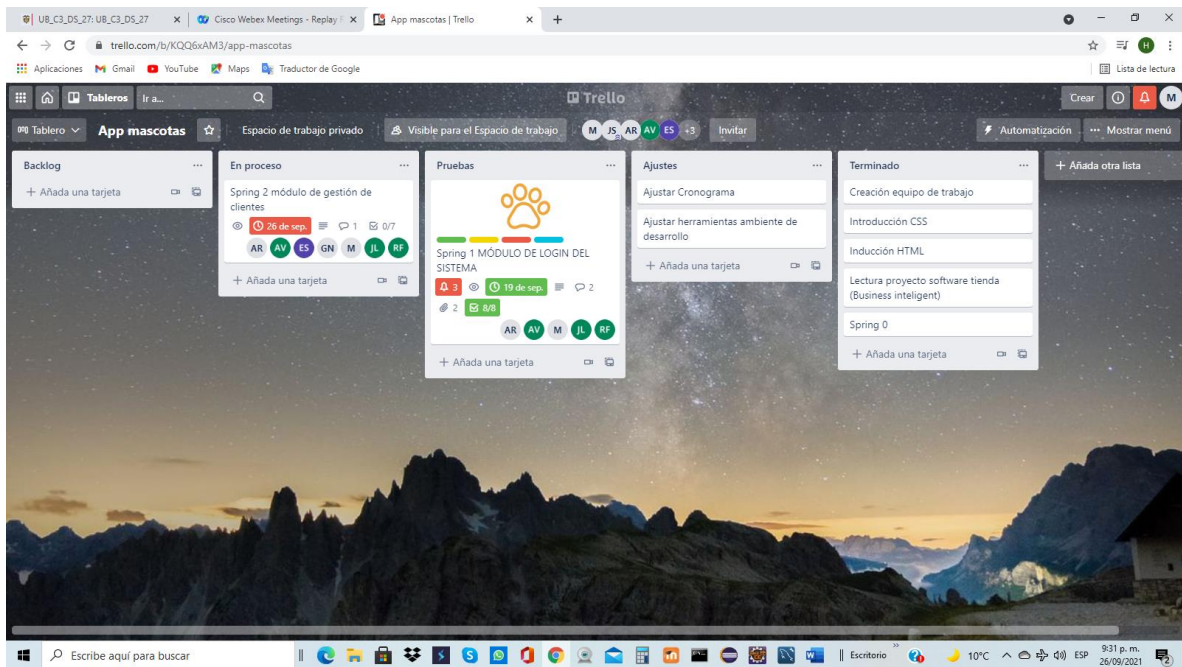 UB_C3_DS_27: UB_C3_DS_27
Cisco Webex Meetings - Replay
App mascotas | Trello
trello.com/b/KQQ6xAM3/app-mascotas
H
Aplicaciones Gmail YouTube Maps Traductor de Google Lista de lectura
Tableros Ir a... Trello Crear M
Tablero App mascotas Espacio de trabajo privado Visible para el Espacio de trabajo M JS AR AV ES +3 Invitar Automatización Mostrar menú
Backlog
+ Añada una tarjeta
En proceso
Spring 2 módulo de gestión de
clientes
26 de sep. 1 0/7
AR AV ES GN M JL RF
+ Añada una tarjeta
Pruebas
Spring 1 MÓDULO DE LOGIN DEL
SISTEMA
3 19 de sep. 2
2 8/8
AR AV M JL RF
+ Añada una tarjeta
Ajustes
Ajustar Cronograma
Ajustar herramientas ambiente de
desarrollo
+ Añada una tarjeta
Terminado
Creación equipo de trabajo
Introducción CSS
Inducción HTML
Lectura proyecto software tienda
(Business inteligent)
Spring 0
+ Añada una tarjeta
+ Añada otra lista
Escribe aquí para buscar
Escritorio
10°C ESP 9:31 p. m.
26/09/2021
2